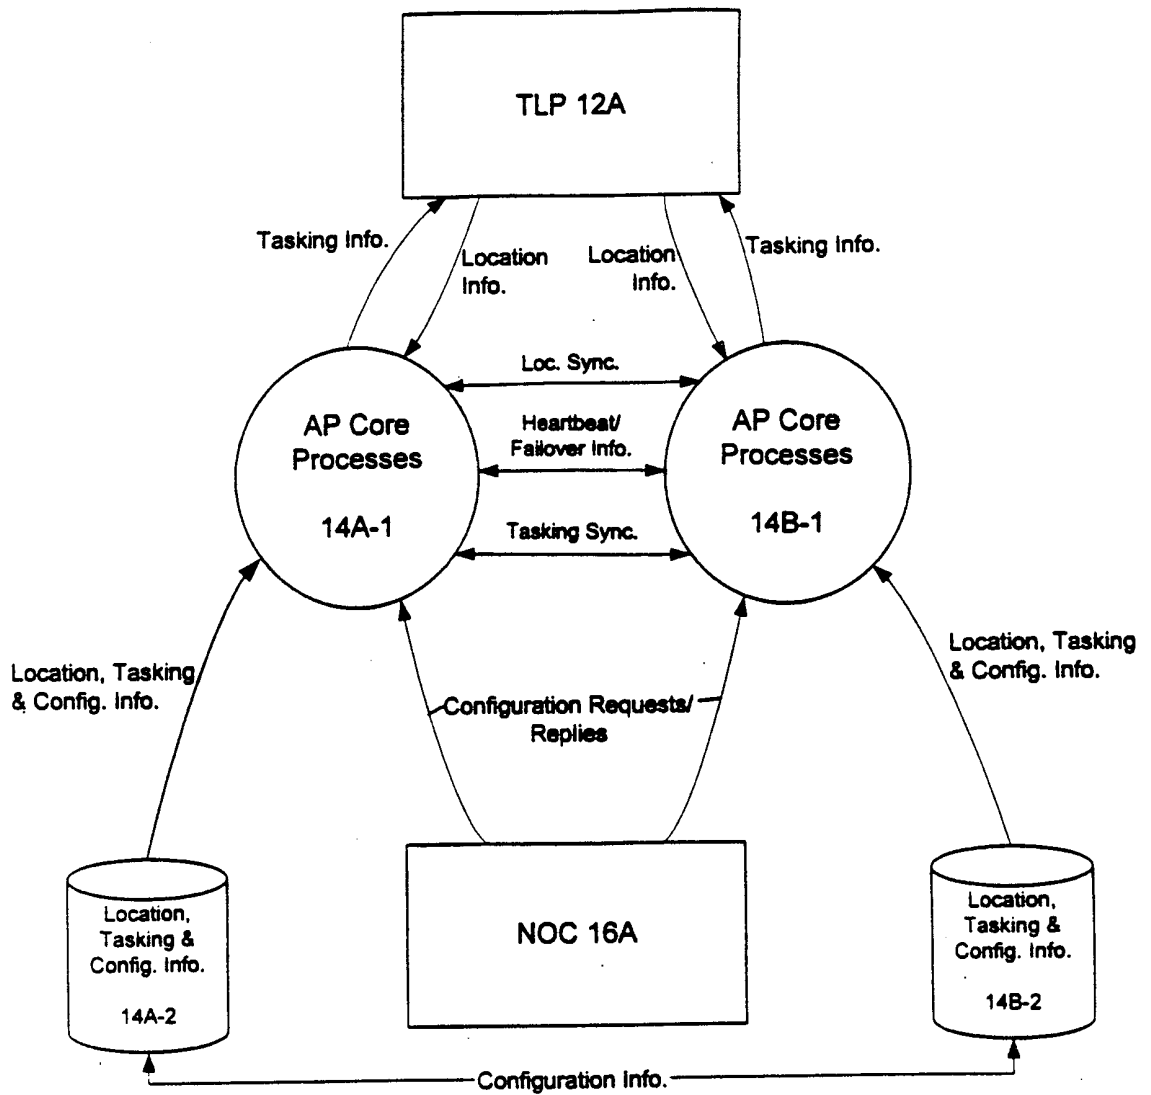 TLP 12A
Tasking Info.
Location
Info.
Location
Info.
Tasking Info.
Loc. Sync.
AP Core
Processes
14A-1
Heartbeat/
Failover Info.
AP Core
Processes
14B-1
Tasking Sync.
Location, Tasking
& Config. Info.
Location, Tasking
& Config. Info.
Configuration Requests/
Replies
Location,
Tasking &
Config. Info.
14A-2
NOC 16A
Location,
Tasking &
Config. Info.
14B-2
Configuration Info.